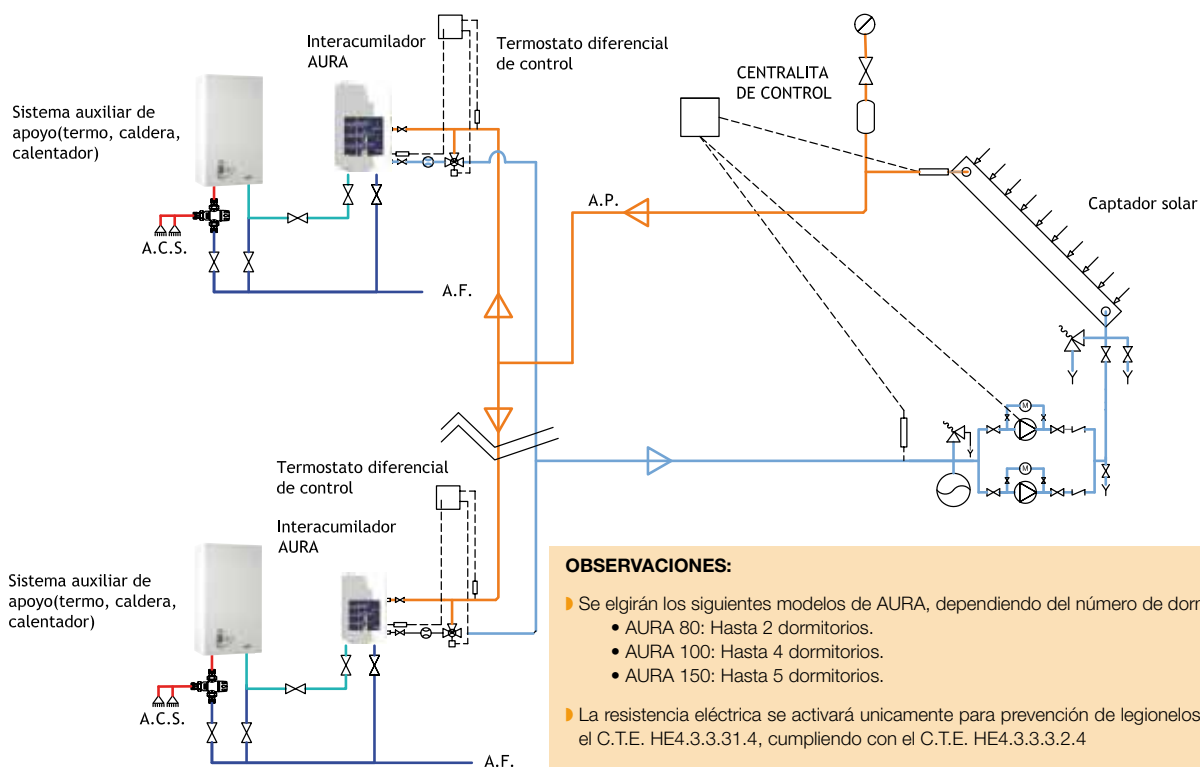 Interacumilador
AURA
Termostato diferencial
de control
CENTRALITA
DE CONTROL
Sistema auxiliar de
apoyo(termo, caldera,
calentador)
Captador solar
A.P.
A.C.S.
A.F.
M
M
Termostato diferencial
de control
Interacumilador
AURA
Sistema auxiliar de
apoyo(termo, caldera,
calentador)
A.C.S.
A.F.
OBSERVACIONES:
Se elgirán los siguientes modelos de AURA, dependiendo del número de dorm
• AURA 80: Hasta 2 dormitorios.
• AURA 100: Hasta 4 dormitorios.
• AURA 150: Hasta 5 dormitorios.
La resistencia eléctrica se activará unicamente para prevención de legionelos
el C.T.E. HE4.3.3.31.4, cumpliendo con el C.T.E. HE4.3.3.3.2.4